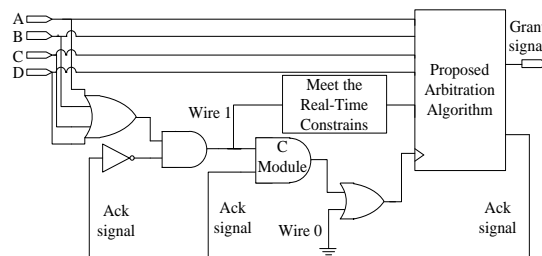 A
B
C
D
Grant
signal
Meet the
Real-Time
Constrains
Proposed
Arbitration
Algorithm
Wire 1
C
Module
Ack
signal
Ack
signal
Wire 0
Ack
signal